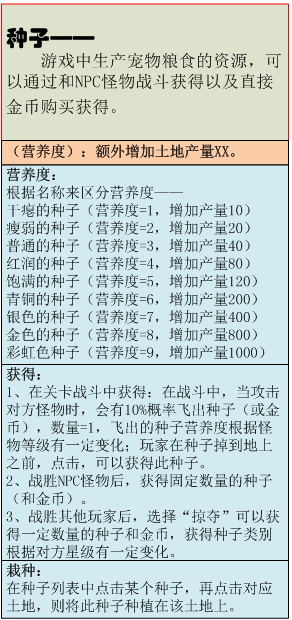 种子——
游戏中生产宠物粮食的资源，可
以通过和NPC怪物战斗获得以及直接
金币购买获得。
（营养度）：额外增加土地产量XX。
营养度：
根据名称来区分营养度——
干瘪的种子（营养度=1，增加产量10）
瘦弱的种子（营养度=2，增加产量20）
普通的种子（营养度=3，增加产量40）
红润的种子（营养度=4，增加产量80）
饱满的种子（营养度=5，增加产量120）
青铜的种子（营养度=6，增加产量200）
银色的种子（营养度=7，增加产量400）
金色的种子（营养度=8，增加产量800）
彩虹色种子（营养度=9，增加产量1000）
获得：
1、在关卡战斗中获得：在战斗中，当攻击
对方怪物时，会有10%概率飞出种子（或金
币），数量=1，飞出的种子营养度根据怪
物等级有一定变化；玩家在种子掉到地上
之前，点击，可以获得此种子。
2、战胜NPC怪物后，获得固定数量的种子
（和金币）。
3、战胜其他玩家后，选择“掠夺”可以获
得一定数量的种子和金币，获得种子类别
根据对方星级有一定变化。
栽种：
在种子列表中点击某个种子，再点击对应
土地，则将此种子种植在该土地上。